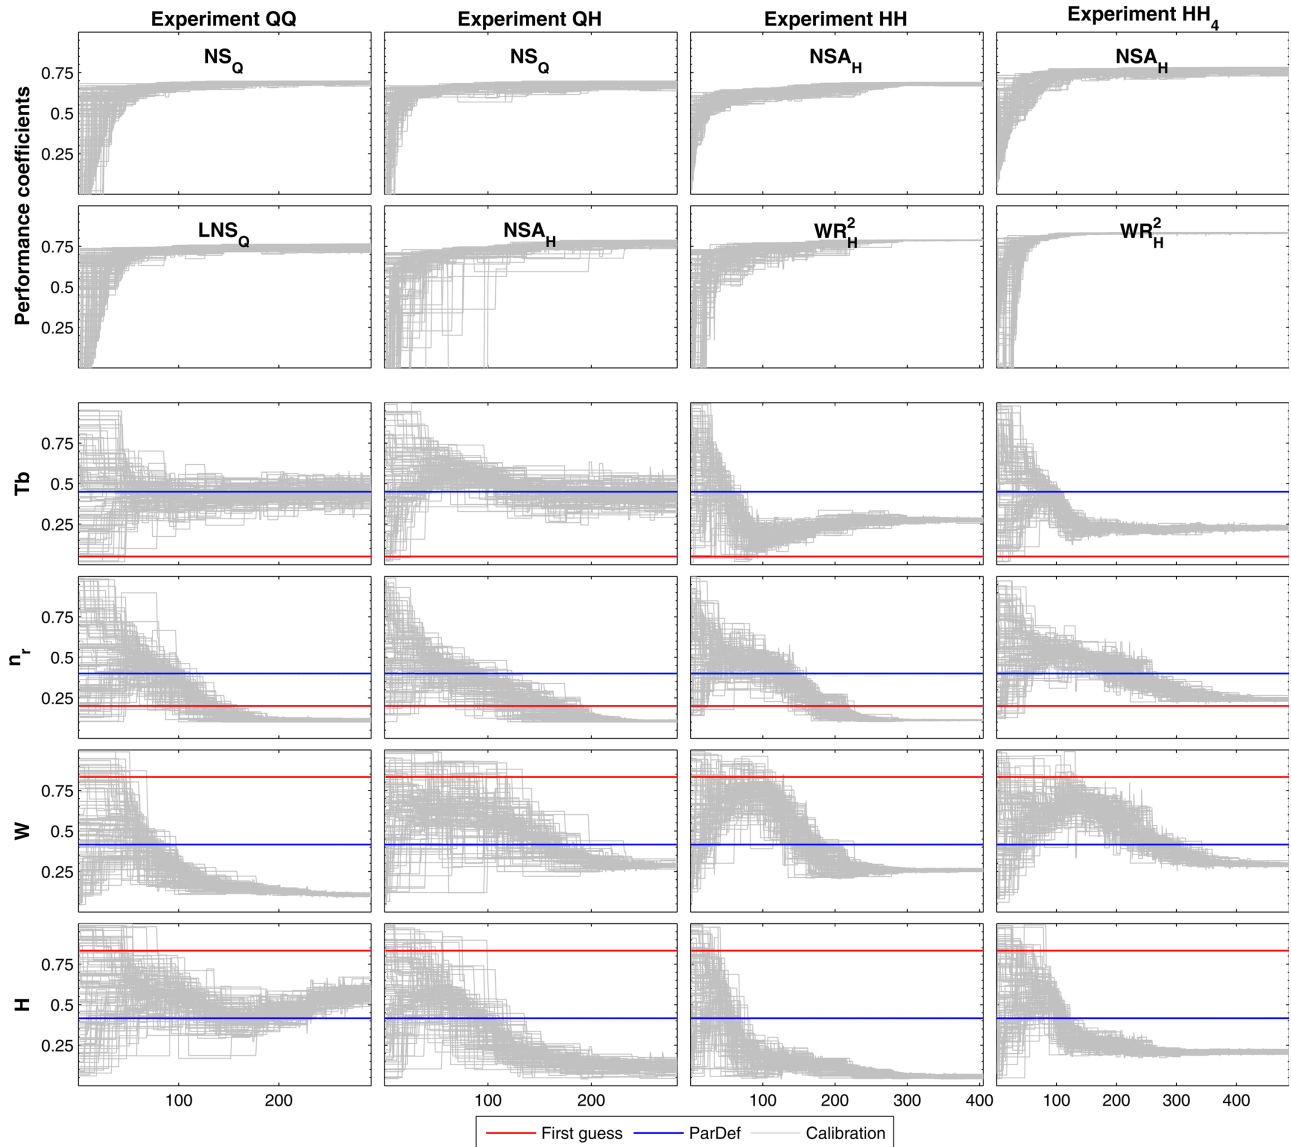 Experiment QQ Experiment QH Experiment HH Experiment HH4
Performance coefficients
NSQ NSQ NSAH NSAH
0.75
0.5
0.25
LNSQ NSAH WR²H WR²H
0.75
0.5
0.25
Tb
0.75
0.5
0.25
nr
0.75
0.5
0.25
W
0.75
0.5
0.25
H
0.75
0.5
0.25
100 200 100 200 100 200 300 400 100 200 300 400
First guess ParDef Calibration